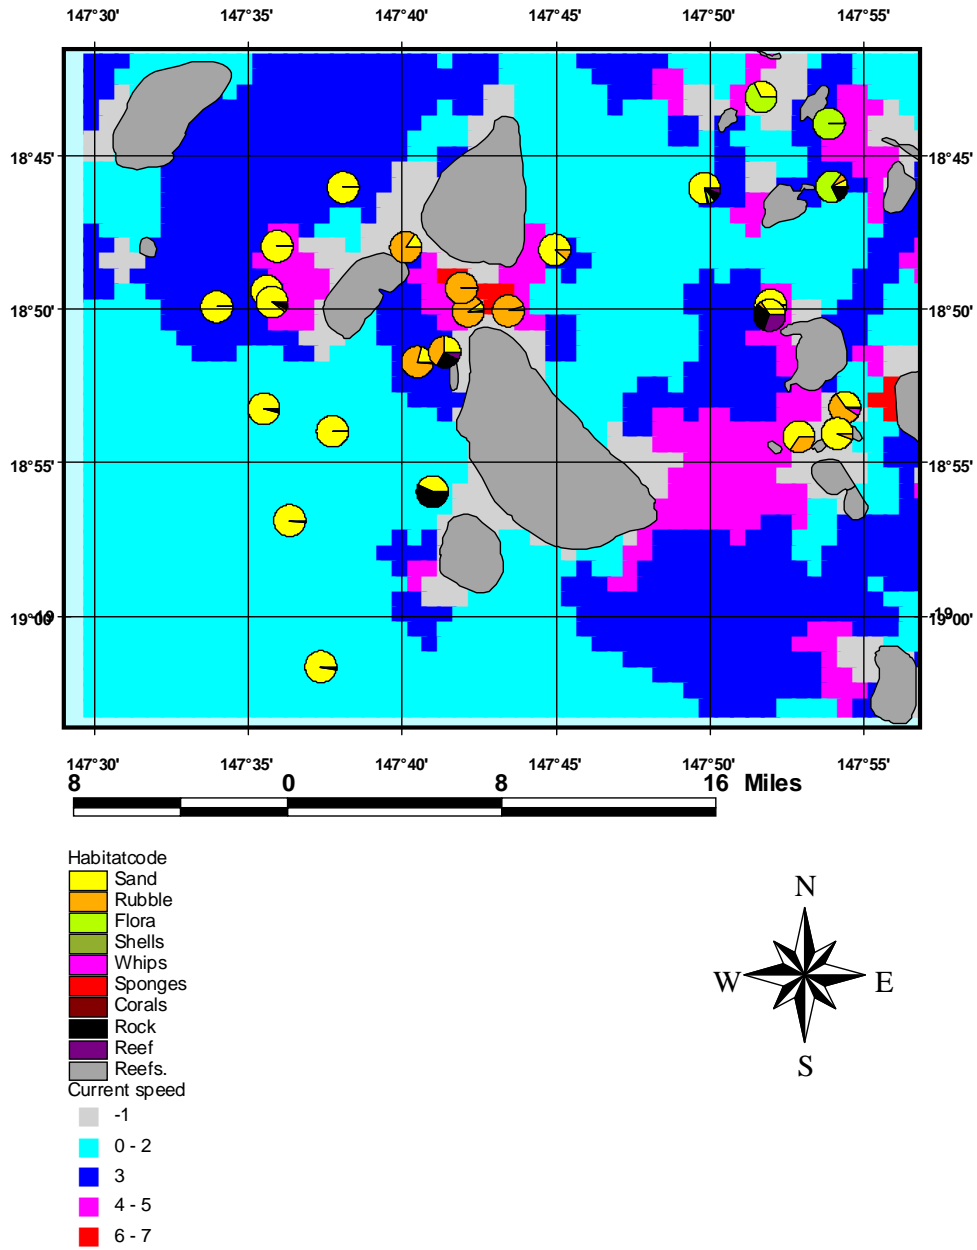 147°30' 147°35' 147°40' 147°45' 147°50' 147°55'
18°45' 18°45'
18°50' 18°50'
18°55' 18°55'
19°00' -19 -19 19°00'
147°30' 147°35' 147°40' 147°45' 147°50' 147°55'
8 0 8 16 Miles
Habitatcode
Sand
Rubble
Flora
Shells
Whips
Sponges
Corals
Rock
Reef
Reefs.
Current speed
-1
0 - 2
3
4 - 5
6 - 7
N
W E
S